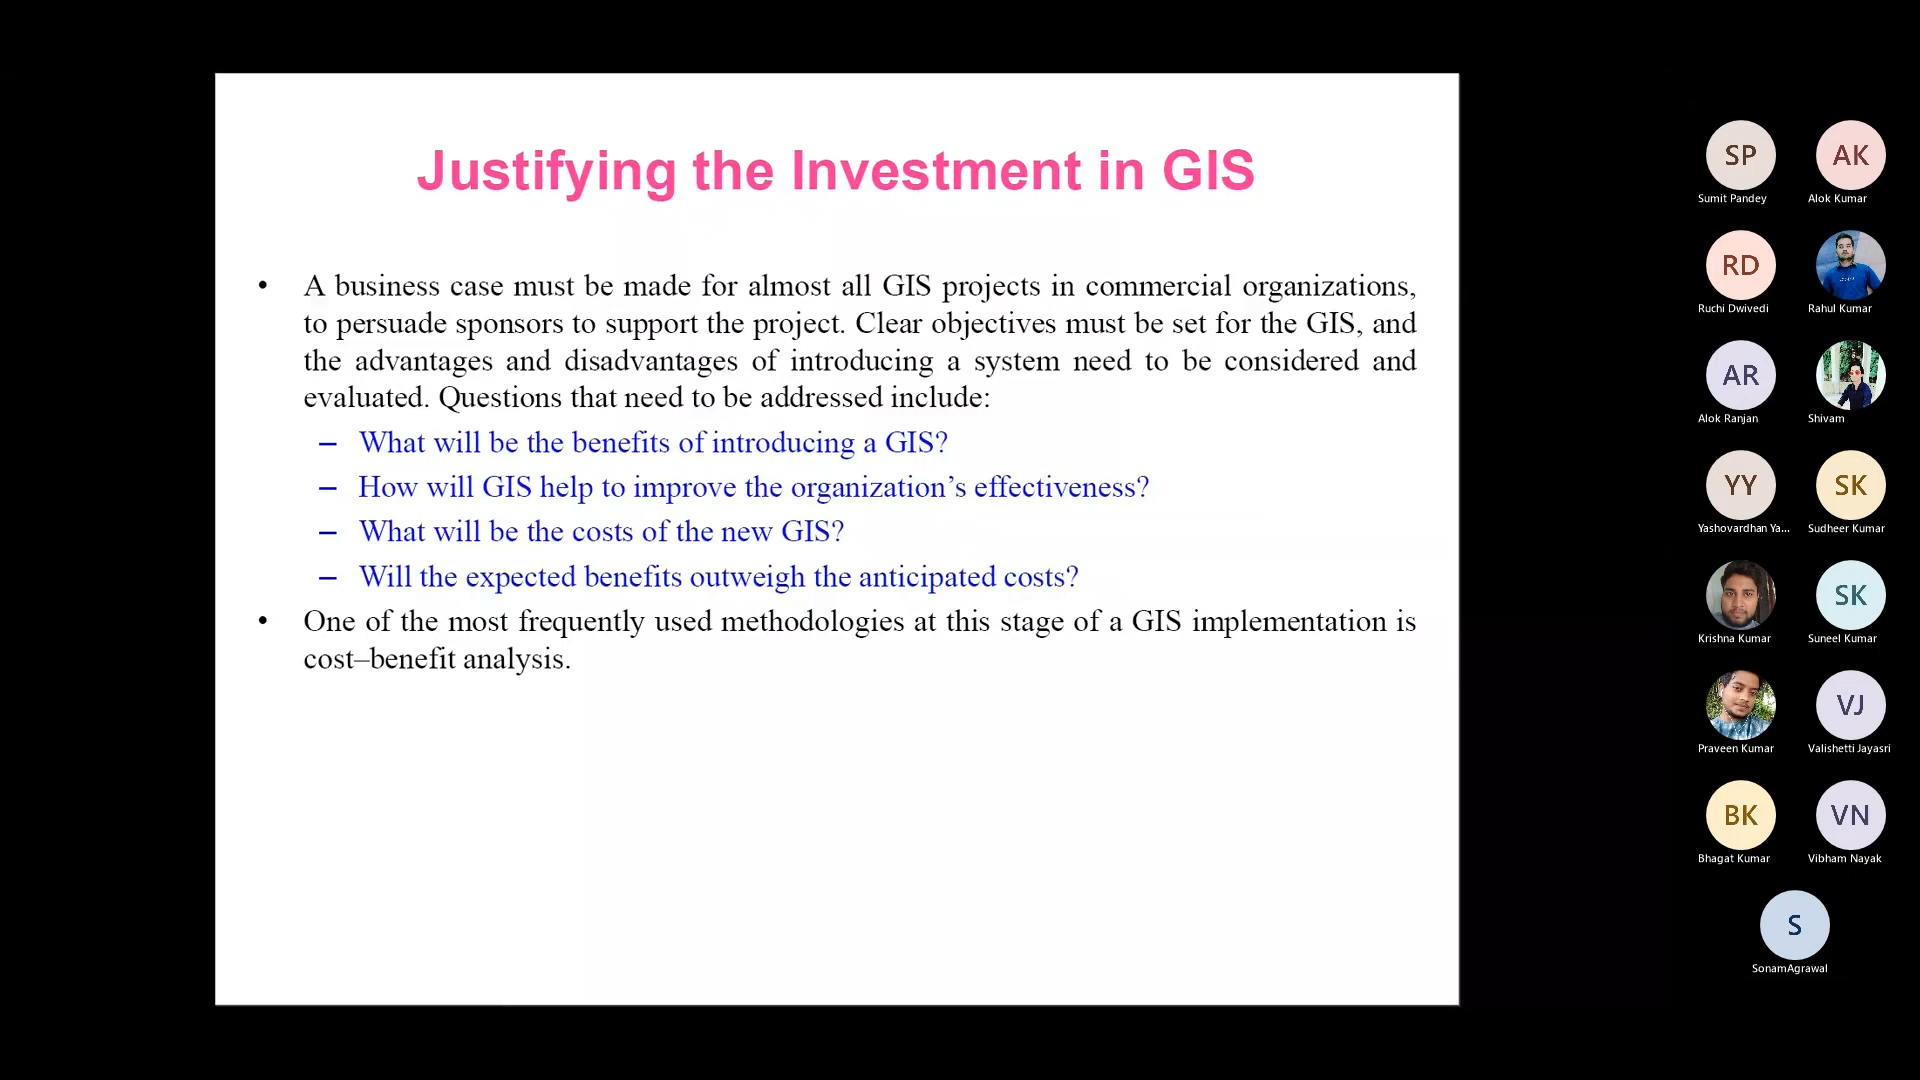 Justifying the Investment in GIS
• A business case must be made for almost all GIS projects in commercial organizations,
to persuade sponsors to support the project. Clear objectives must be set for the GIS, and
the advantages and disadvantages of introducing a system need to be considered and
evaluated. Questions that need to be addressed include:
– What will be the benefits of introducing a GIS?
– How will GIS help to improve the organization’s effectiveness?
– What will be the costs of the new GIS?
– Will the expected benefits outweigh the anticipated costs?
• One of the most frequently used methodologies at this stage of a GIS implementation is
cost–benefit analysis.
SP AK
Sumit Pandey Alok Kumar
RD
Ruchi Dwivedi Rahul Kumar
AR
Alok Ranjan Shivam
YY SK
Yashovardhan Ya... Sudheer Kumar
SK
Krishna Kumar Suneel Kumar
VJ
Praveen Kumar Valishetti Jayasri
BK VN
Bhagat Kumar Vibham Nayak
S
SonamAgrawal